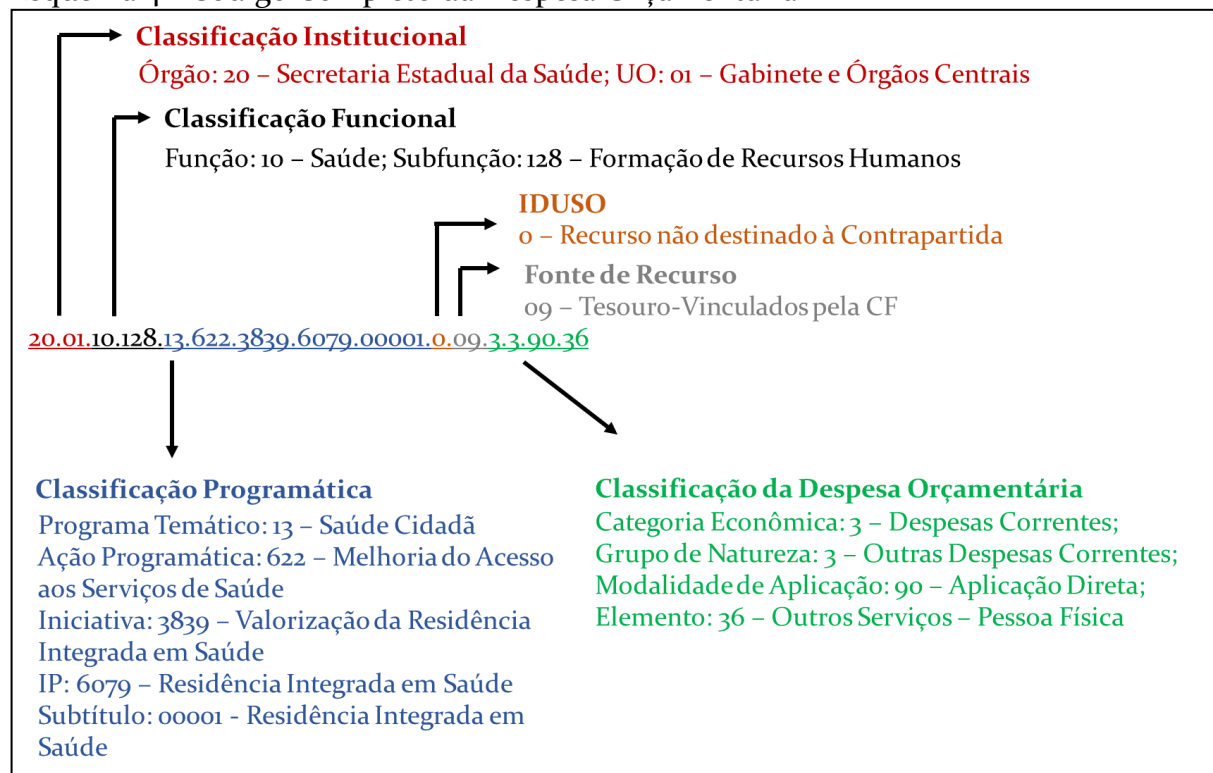 Classificação Institucional
Órgão: 20 – Secretaria Estadual da Saúde; UO: 01 – Gabinete e Órgãos Centrais
Classificação Funcional
Função: 10 – Saúde; Subfunção: 128 – Formação de Recursos Humanos
IDUSO
0 – Recurso não destinado à Contrapartida
Fonte de Recurso
09 – Tesouro-Vinculados pela CF
20.01.10.128.13.622.3839.6079.00001.0.09.3.3.90.36
Classificação Programática
Programa Temático: 13 – Saúde Cidadã
Ação Programática: 622 – Melhoria do Acesso
aos Serviços de Saúde
Iniciativa: 3839 – Valorização da Residência
Integrada em Saúde
IP: 6079 – Residência Integrada em Saúde
Subtítulo: 00001 - Residência Integrada em
Saúde
Classificação da Despesa Orçamentária
Categoria Econômica: 3 – Despesas Correntes;
Grupo de Natureza: 3 – Outras Despesas Correntes;
Modalidade de Aplicação: 90 – Aplicação Direta;
Elemento: 36 – Outros Serviços – Pessoa Física